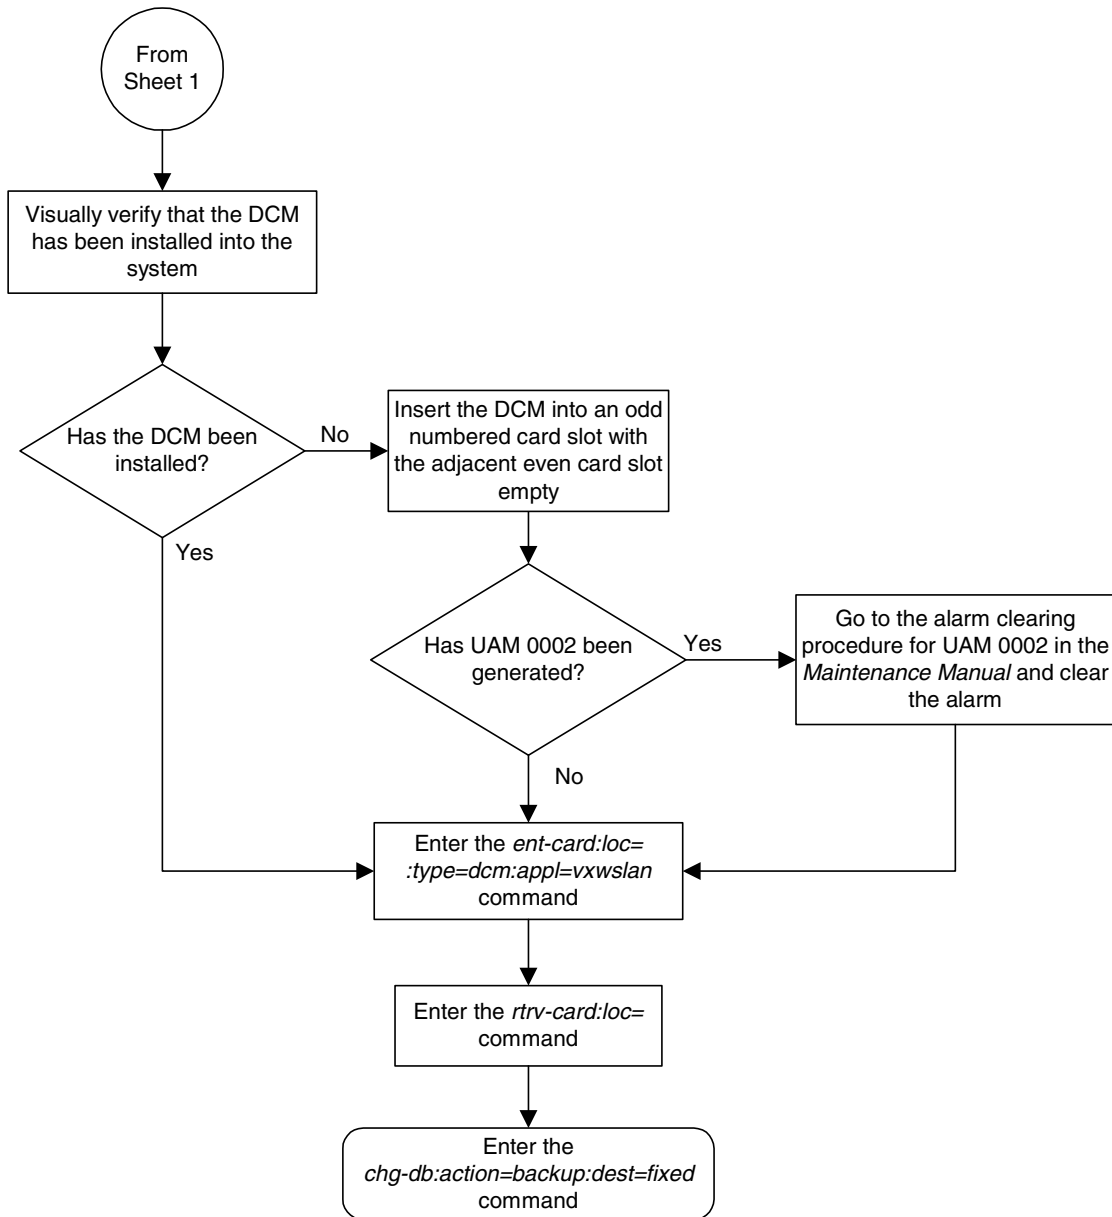 From
Sheet 1
Visually verify that the DCM
has been installed into the
system
Has the DCM been
installed?
No
Yes
Insert the DCM into an odd
numbered card slot with
the adjacent even card slot
empty
Has UAM 0002 been
generated?
Yes
No
Go to the alarm clearing
procedure for UAM 0002 in the
Maintenance Manual and clear
the alarm
Enter the ent-card:loc=
:type=dcm:appl=vxwslan
command
Enter the rtrv-card:loc=
command
Enter the
chg-db:action=backup:dest=fixed
command